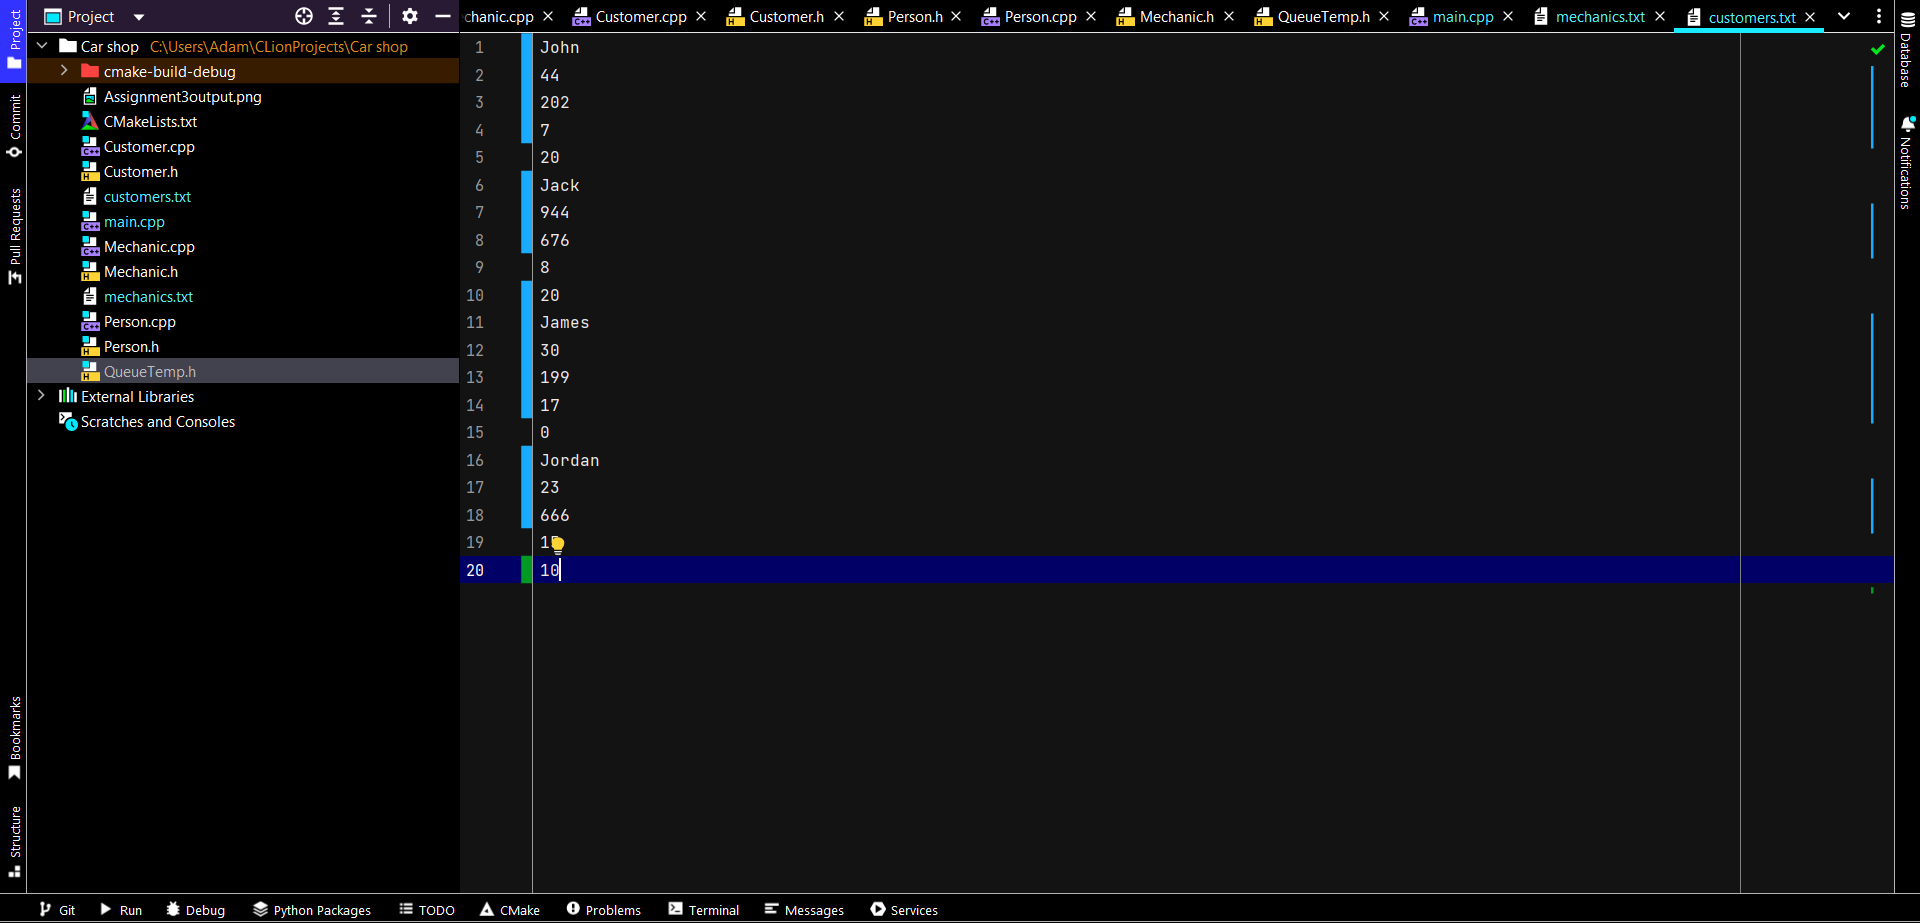 Project
chanic.cpp
Customer.cpp
Customer.h
Person.h
Person.cpp
Mechanic.h
QueueTemp.h
main.cpp
mechanics.txt
customers.txt
Project
Commit
Pull Requests
Bookmarks
Structure
Car shop C:\Users\Adam\CLionProjects\Car shop
cmake-build-debug
Assignment3output.png
CMakeLists.txt
Customer.cpp
Customer.h
customers.txt
main.cpp
Mechanic.cpp
Mechanic.h
mechanics.txt
Person.cpp
Person.h
QueueTemp.h
External Libraries
Scratches and Consoles
1 John
2 44
3 202
4 7
5 20
6 Jack
7 944
8 676
9 8
10 20
11 James
12 30
13 199
14 17
15 0
16 Jordan
17 23
18 666
19
20 10
Database
Notifications
Git
Run
Debug
Python Packages
TODO
CMake
Problems
Terminal
Messages
Services